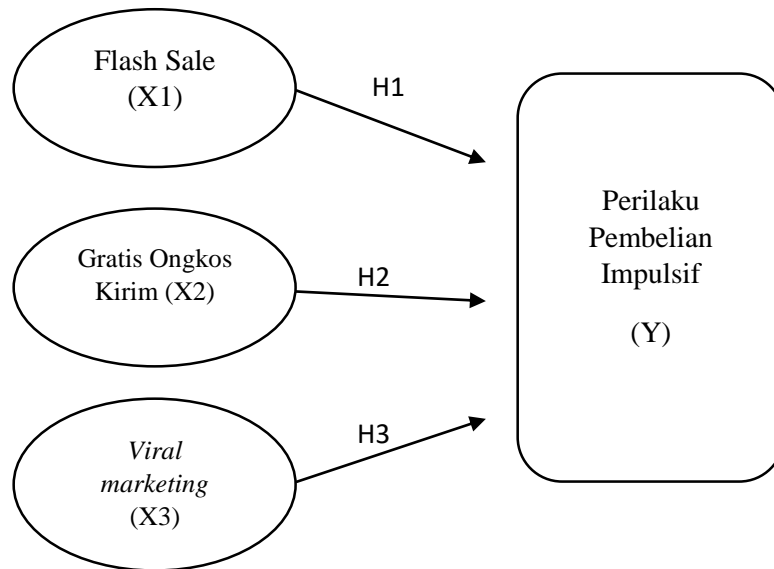 Flash Sale
(X1)
H1
Gratis Ongkos
Kirim (X2)
H2
Viral
marketing
(X3)
H3
Perilaku
Pembelian
Impulsif
(Y)